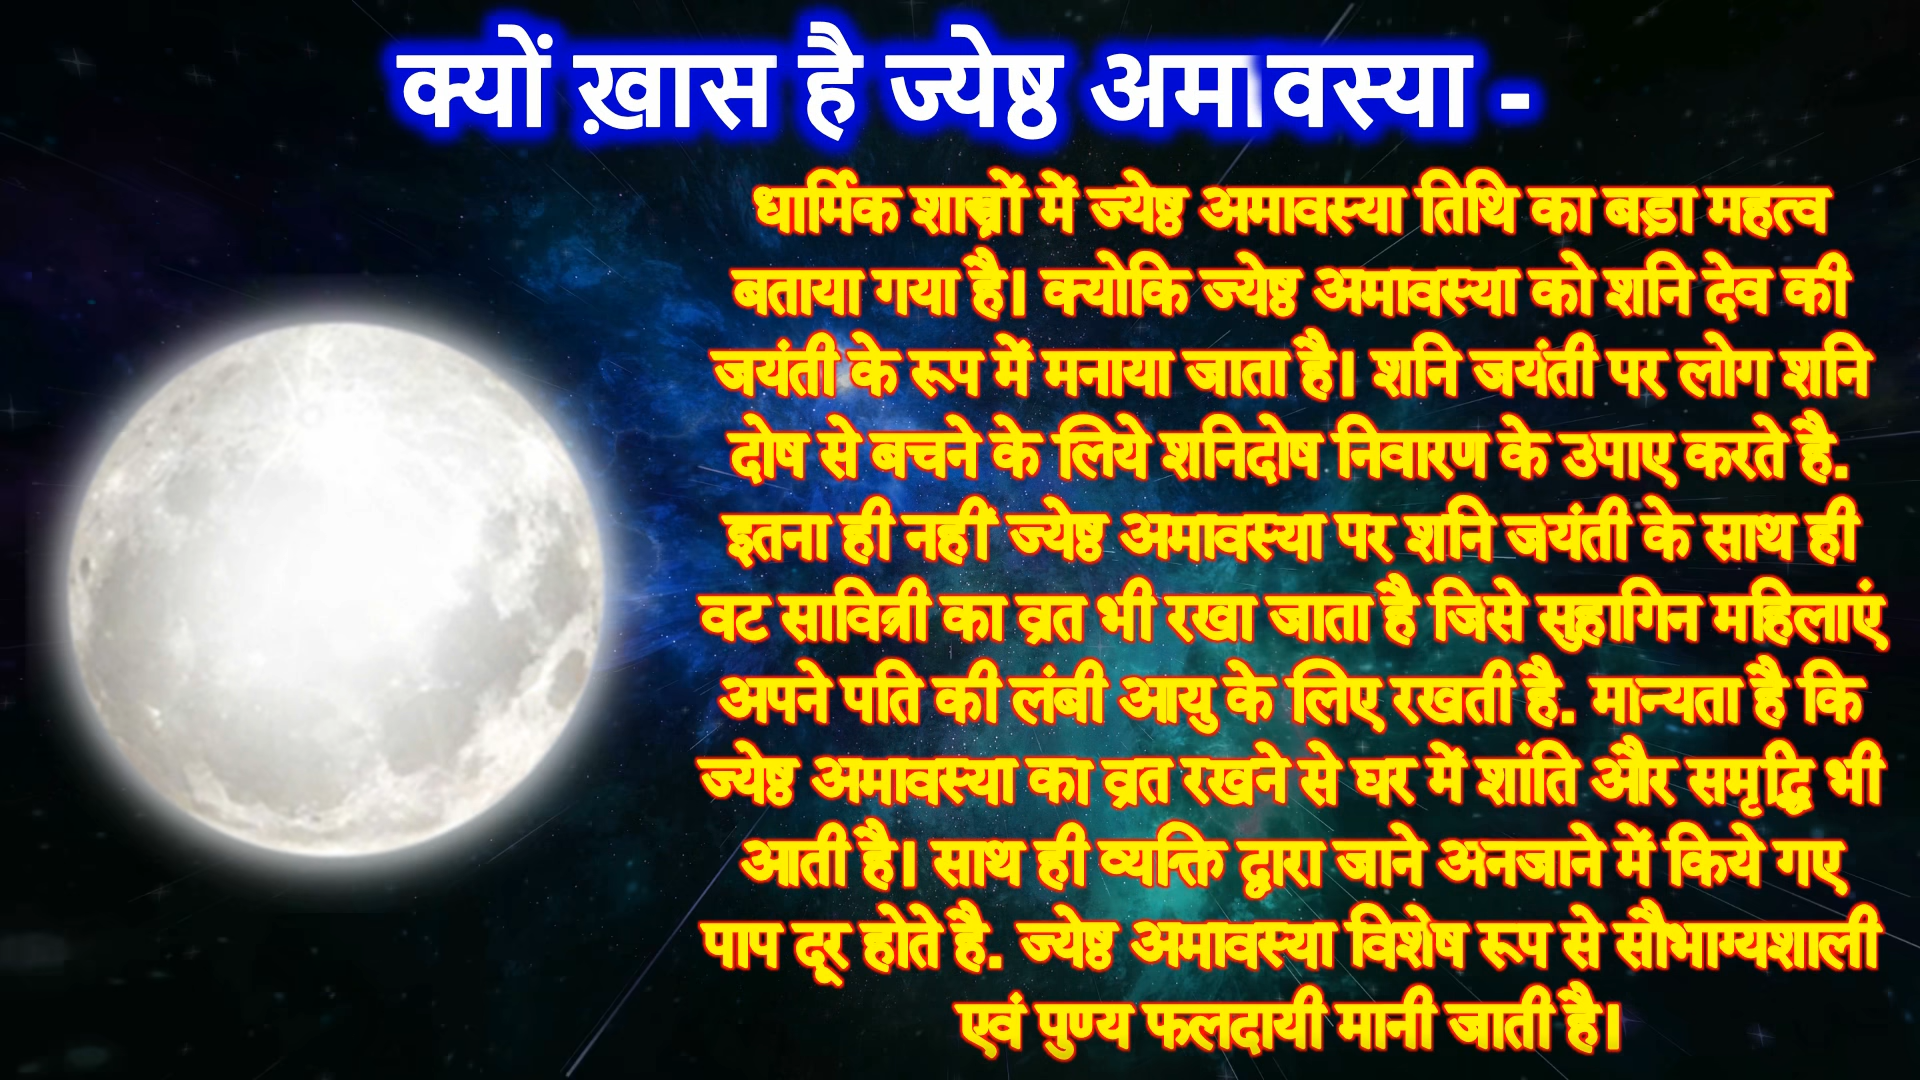 क्यों ख़ास है ज्येष्ठ अमावस्या -
धार्मिक शास्त्रों में ज्येष्ठ अमावस्या तिथि का बड़ा महत्व
बताया गया है। क्योकि ज्येष्ठ अमावस्या को शनि देव की
जयंती के रूप में मनाया जाता है। शनि जयंती पर लोग शनि
दोष से बचने के लिये शनिदोष निवारण के उपाए करते है.
इतना ही नहीं ज्येष्ठ अमावस्या पर शनि जयंती के साथ ही
वट सावित्री का व्रत भी रखा जाता है जिसे सुहागिन महिलाएं
अपने पति की लंबी आयु के लिए रखती है. मान्यता है कि
ज्येष्ठ अमावस्या का व्रत रखने से घर में शांति और समृद्धि भी
आती है। साथ ही व्यक्ति द्वारा जाने अनजाने में किये गए
पाप दूर होते है. ज्येष्ठ अमावस्या विशेष रूप से सौभाग्यशाली
एवं पुण्य फलदायी मानी जाती है।